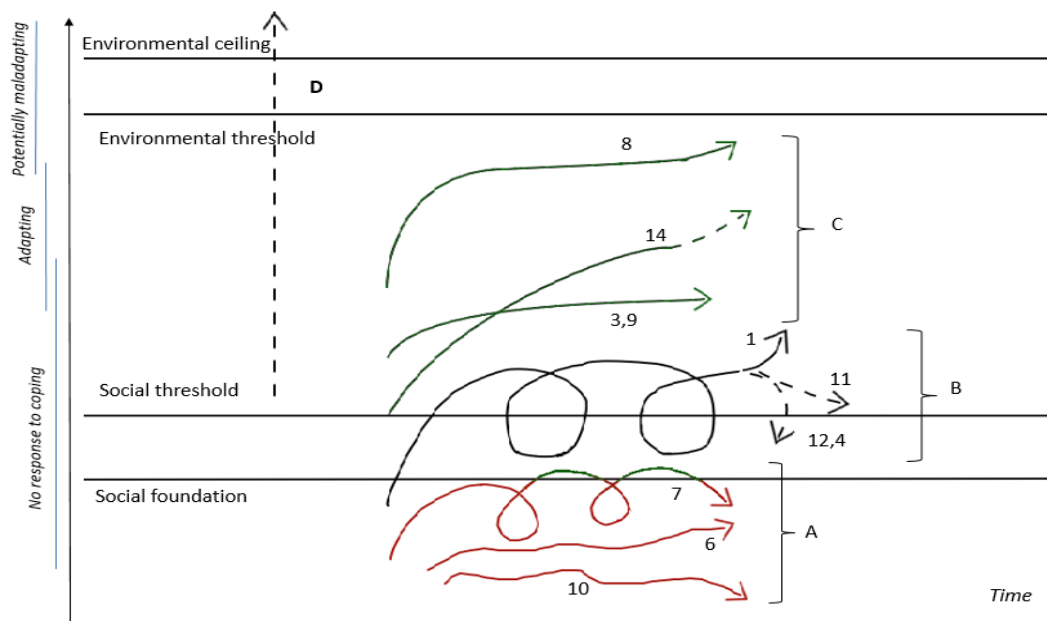 Potentially maladapting
Adapting
No response to coping
Environmental ceiling
D
Environmental threshold
8
14
3,9
C
Social threshold
1
11
12,4
B
Social foundation
7
6
10
A
Time